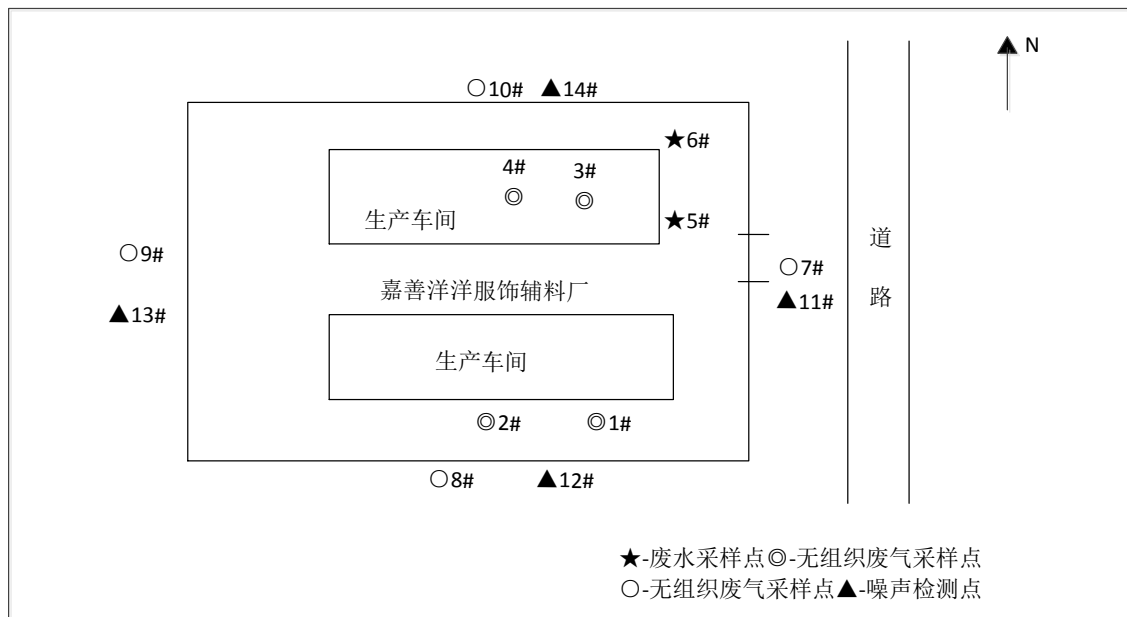 N
○10# ▲14#
★6#
4# 3#
◎ ◎
生产车间
★5#
○9#
○7#
道路
嘉善洋洋服饰辅料厂
▲13#
▲11#
生产车间
◎2# ◎1#
○8# ▲12#
★-废水采样点◎-无组织废气采样点
○-无组织废气采样点▲-噪声检测点